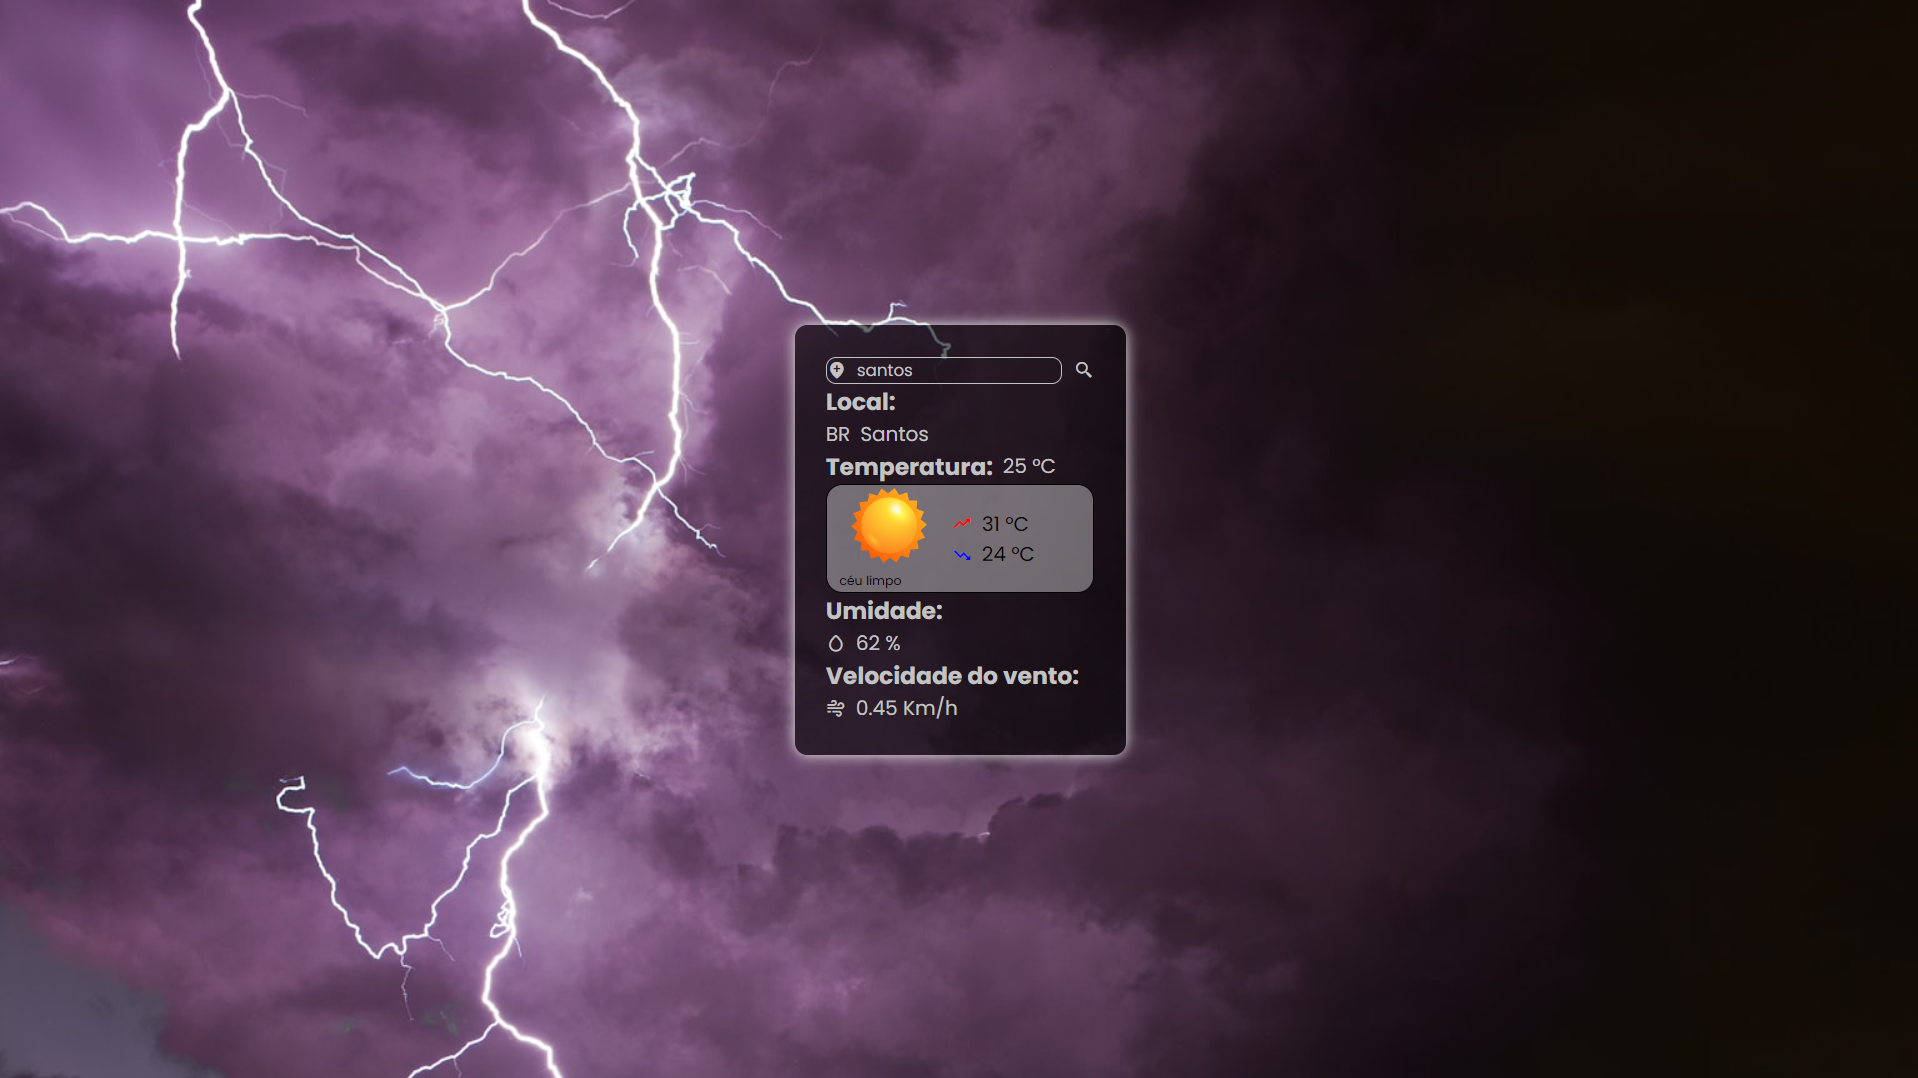 santos
Local:
BR Santos
Temperatura: 25 °C
31 °C
24 °C
céu limpo
Umidade:
62 %
Velocidade do vento:
0.45 Km/h